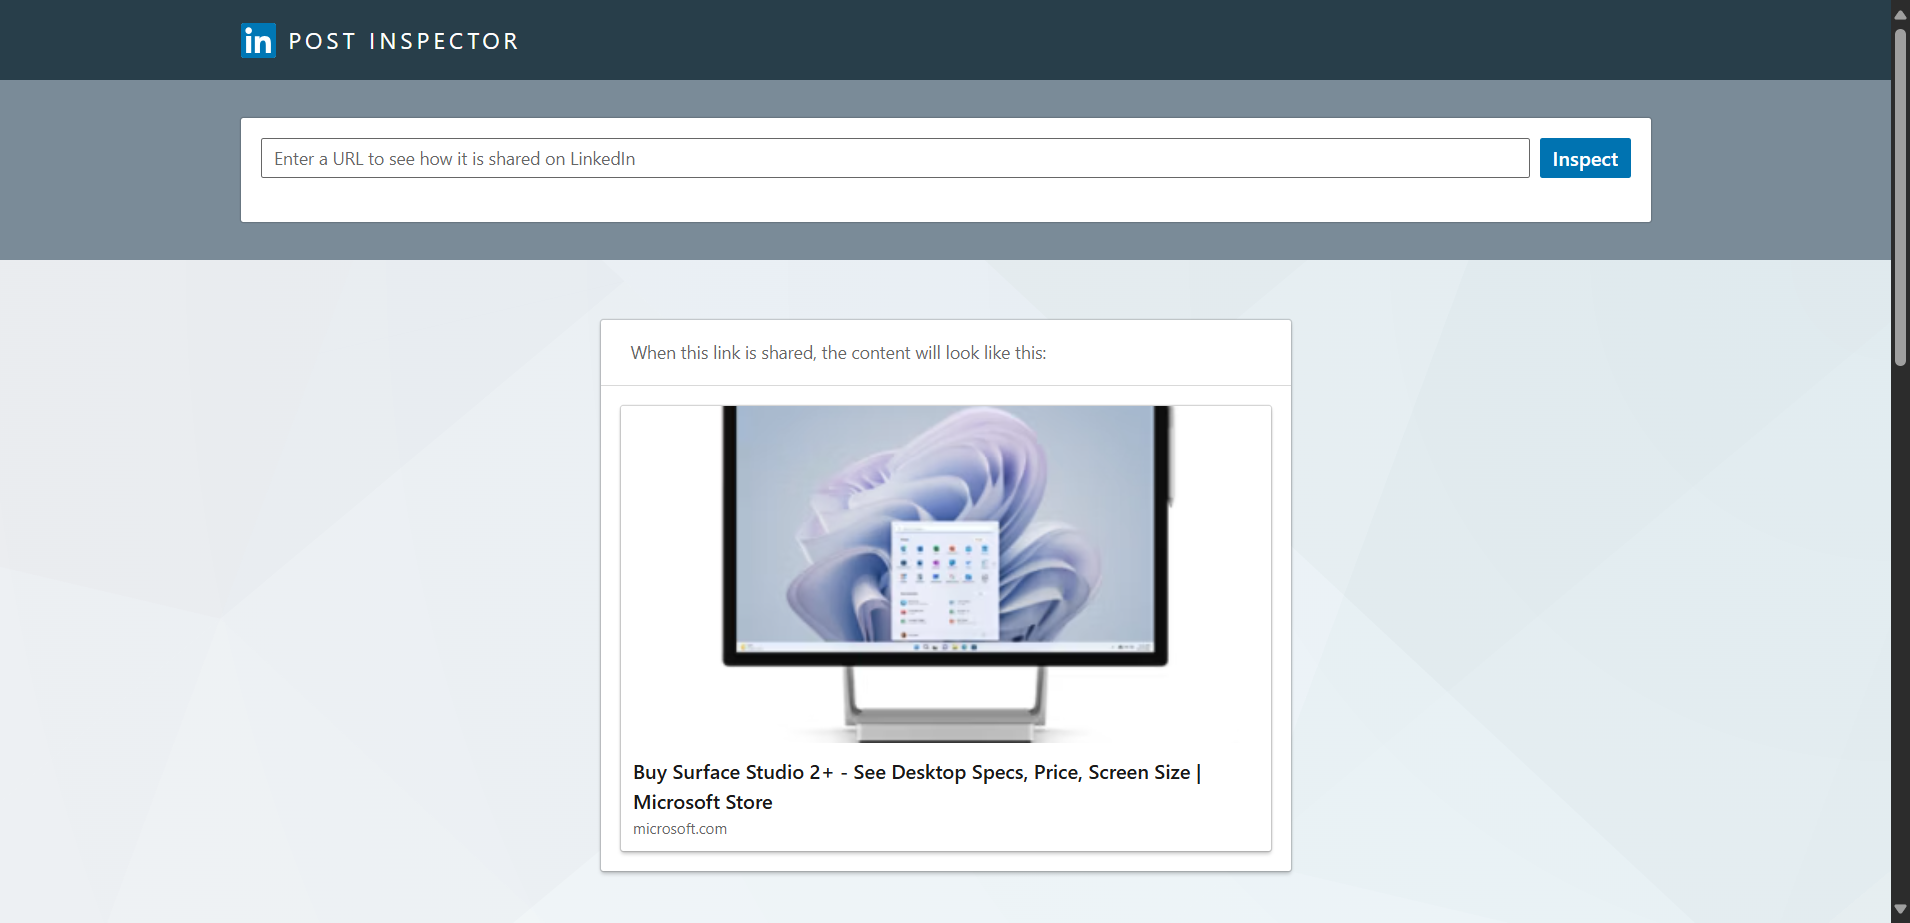 in POST INSPECTOR
Enter a URL to see how it is shared on LinkedIn
Inspect
When this link is shared, the content will look like this:
Buy Surface Studio 2+ - See Desktop Specs, Price, Screen Size |
Microsoft Store
microsoft.com